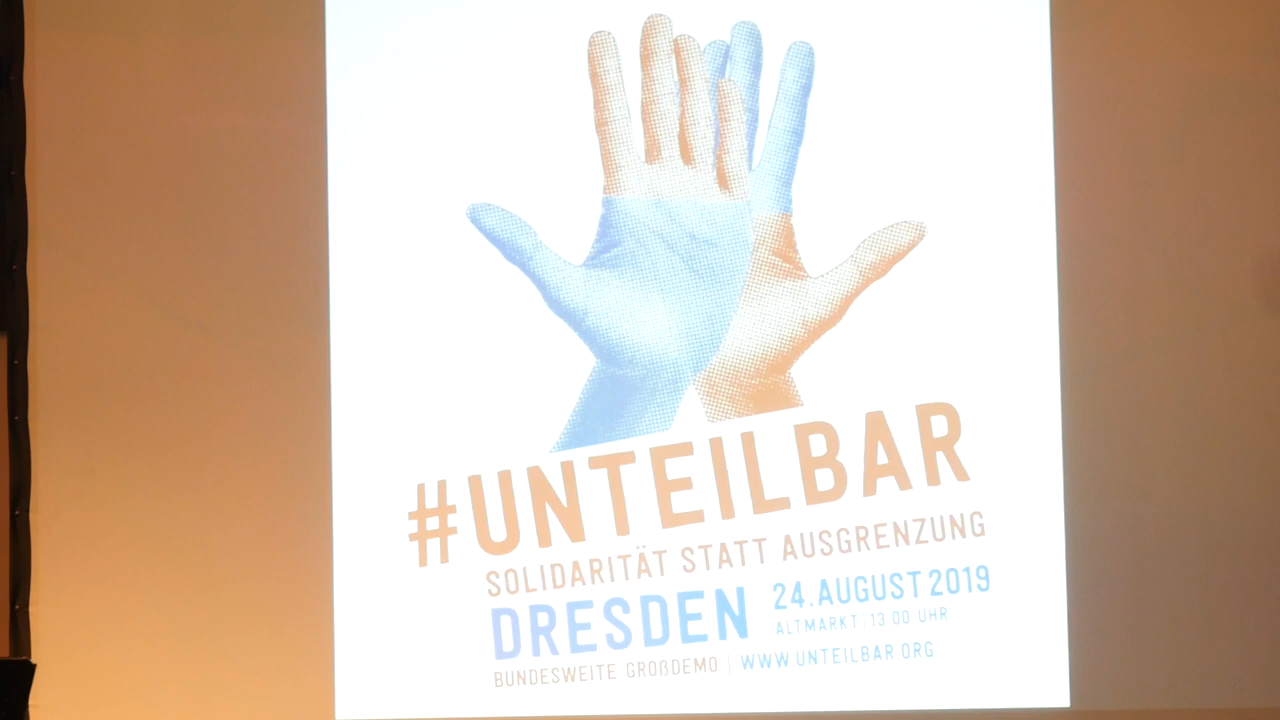 #UNTEILBAR
SOLIDARITÄT STATT AUSGRENZUNG
DRESDEN
24. AUGUST 2019
ALTMARKT, 13 00 UHR
BUNDESWEITE GROẞDEMO | WWW.UNTEILBAR.ORG